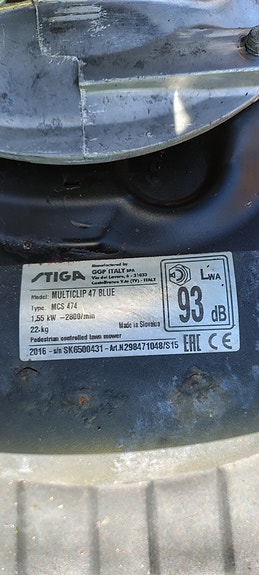 STIGA
Manufactured by
GGP ITALY SPA
Via del Lavoro, 6 - 31033
Castelfranco V.to (TV) - ITALY
Model: MULTICLIP 47 BLUE
Type: MCS 474
1,55 kW -2800/min
22-kg
Made in Slovakia
Pedestrian controlled lawn mower
2016 - s/n SK6500431 - Art.N298471048/S15
LWA
93 dB
EAC CE